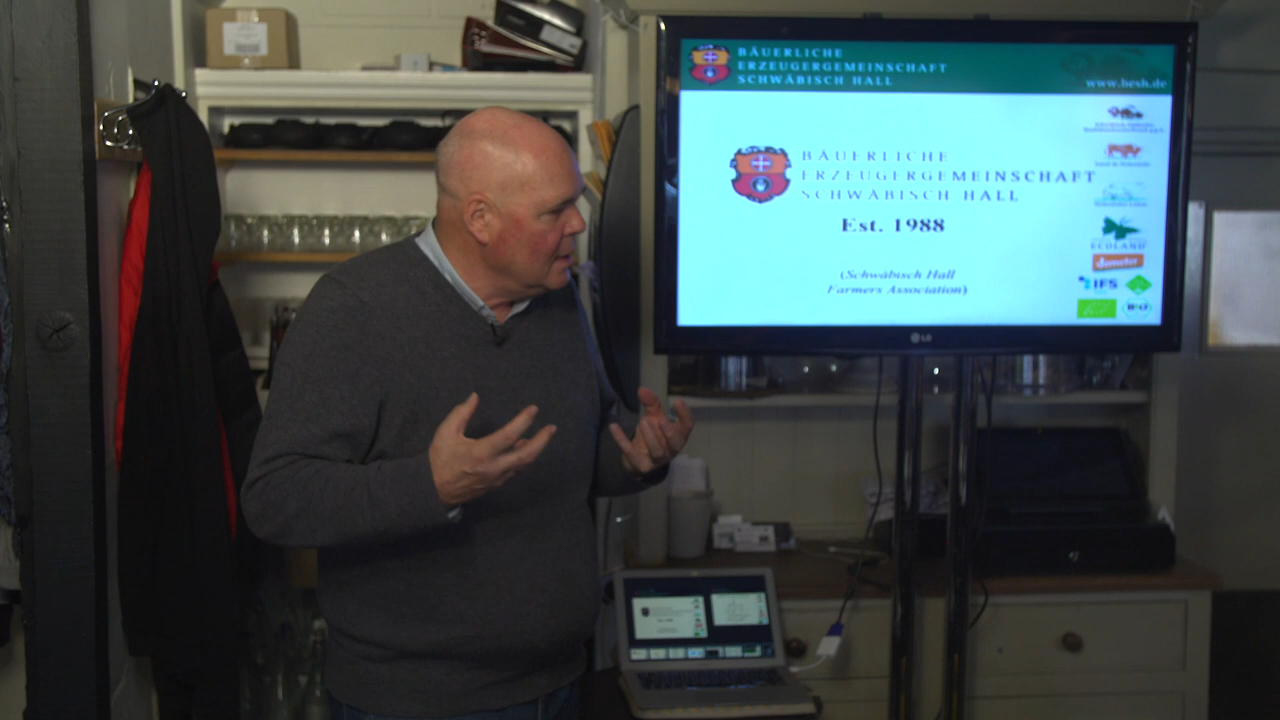 BÄUERLICHE
ERZEUGERGEMEINSCHAFT
SCHWÄBISCH HALL
www.besh.de
BÄUERLICHE
ERZEUGERGEMEINSCHAFT
SCHWÄBISCH HALL
Est. 1988
(Schwäbisch Hall
Farmers Association)
ECOLAND
demeter
IFS
LG